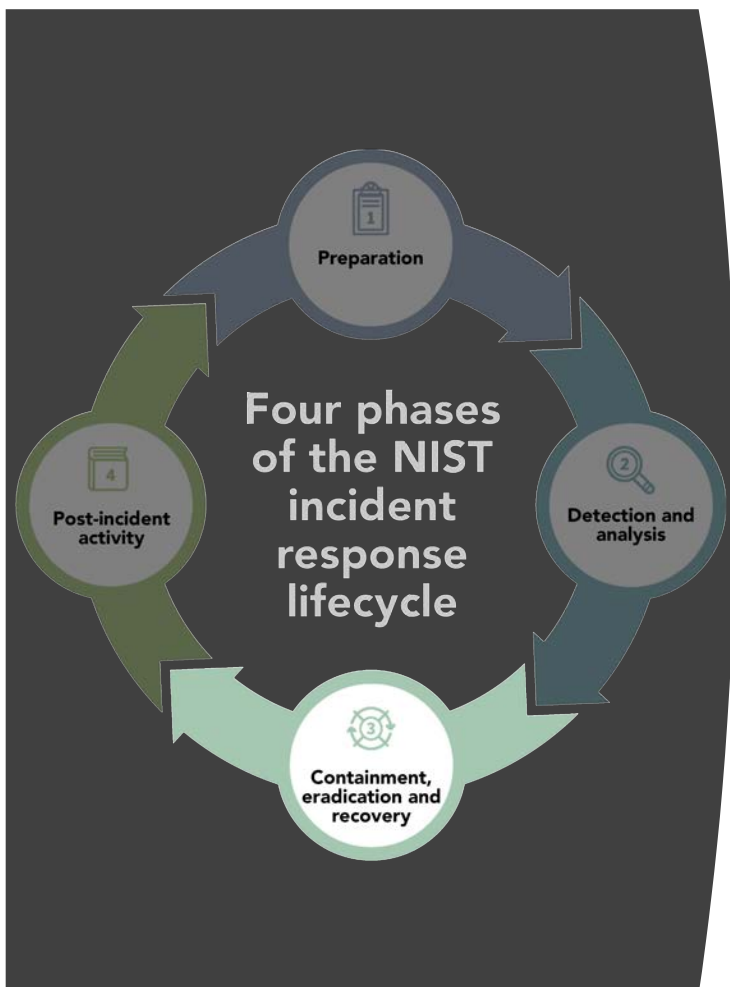 1
Preparation
Four phases
of the NIST
incident
response
lifecycle
2
Detection and
analysis
3
Containment,
eradication and
recovery
4
Post-incident
activity